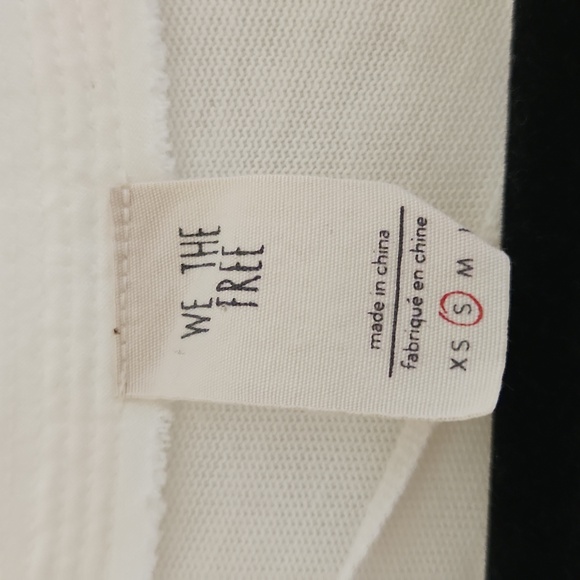 WE THE
FREE
made in china
fabriqué en chine
XS S M